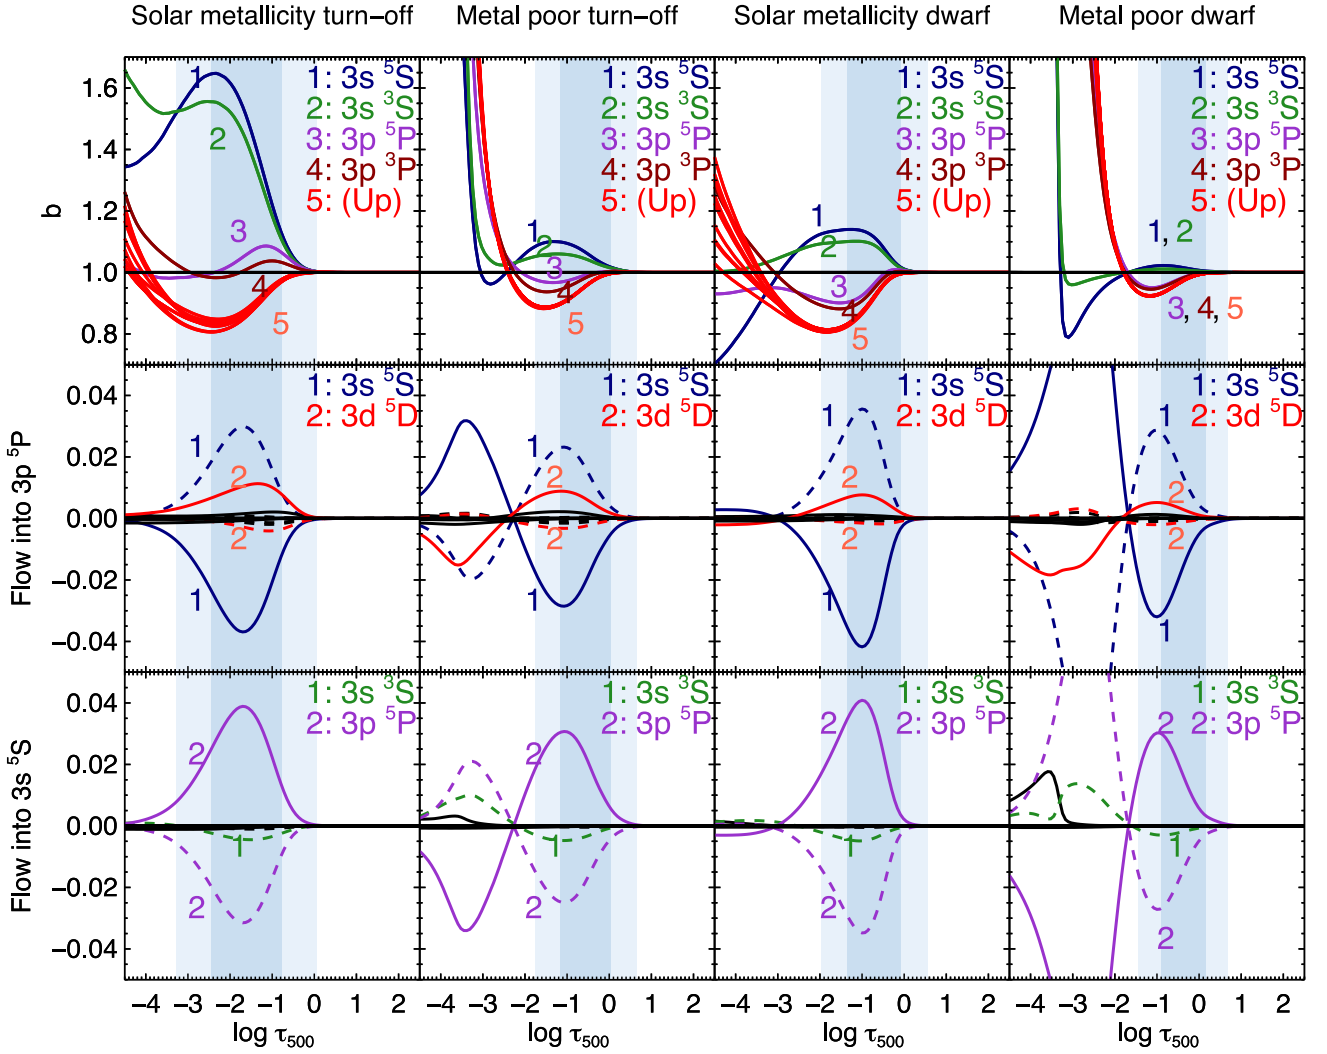 Solar metallicity turn−off Metal poor turn−off Solar metallicity dwarf Metal poor dwarf
1.6
1.4
1.2
1.0
0.8
b
1
2
3
4
5
1: 3s ⁵S
2: 3s ³S
3: 3p ⁵P
4: 3p ³P
5: (Up)
1
2
3
4
5
1: 3s ⁵S
2: 3s ³S
3: 3p ⁵P
4: 3p ³P
5: (Up)
1
2
3
4
5
1: 3s ⁵S
2: 3s ³S
3: 3p ⁵P
4: 3p ³P
5: (Up)
1, 2
3, 4, 5
1: 3s ⁵S
2: 3s ³S
3: 3p ⁵P
4: 3p ³P
5: (Up)
0.04
0.02
0.00
−0.02
−0.04
Flow into 3p ⁵P
1
2
2
1
1: 3s ⁵S
2: 3d ⁵D
1
2
2
1
1: 3s ⁵S
2: 3d ⁵D
1
2
2
1
1: 3s ⁵S
2: 3d ⁵D
1
2
2
1
1: 3s ⁵S
2: 3d ⁵D
0.04
0.02
0.00
−0.02
−0.04
Flow into 3s ⁵S
2
1
2
1: 3s ³S
2: 3p ⁵P
2
1
2
1: 3s ³S
2: 3p ⁵P
2
1
2
1: 3s ³S
2: 3p ⁵P
2
1
2
1: 3s ³S
2: 3p ⁵P
−4 −3 −2 −1 0 1 2 −4 −3 −2 −1 0 1 2 −4 −3 −2 −1 0 1 2 −4 −3 −2 −1 0 1 2
log τ₅₀₀ log τ₅₀₀ log τ₅₀₀ log τ₅₀₀